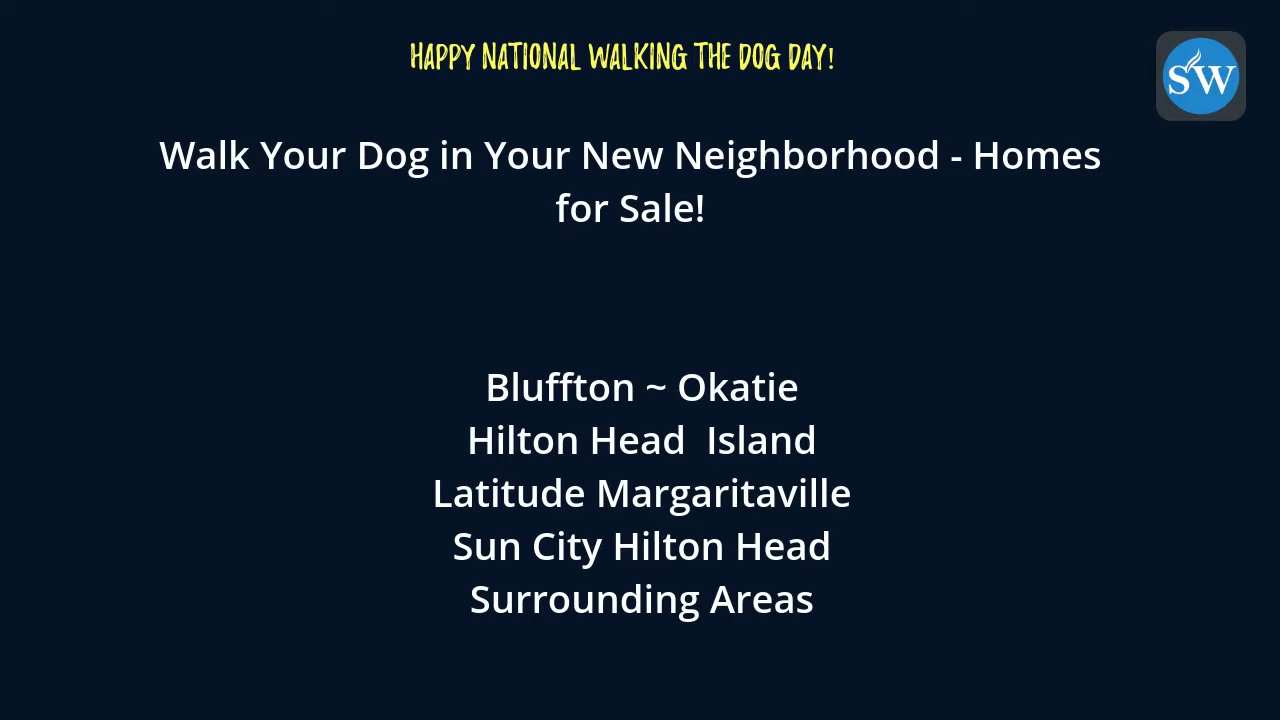 HAPPY NATIONAL WALKING THE DOG DAY!
SW
Walk Your Dog in Your New Neighborhood - Homes
for Sale!
Bluffton ~ Okatie
Hilton Head  Island
Latitude Margaritaville
Sun City Hilton Head
Surrounding Areas